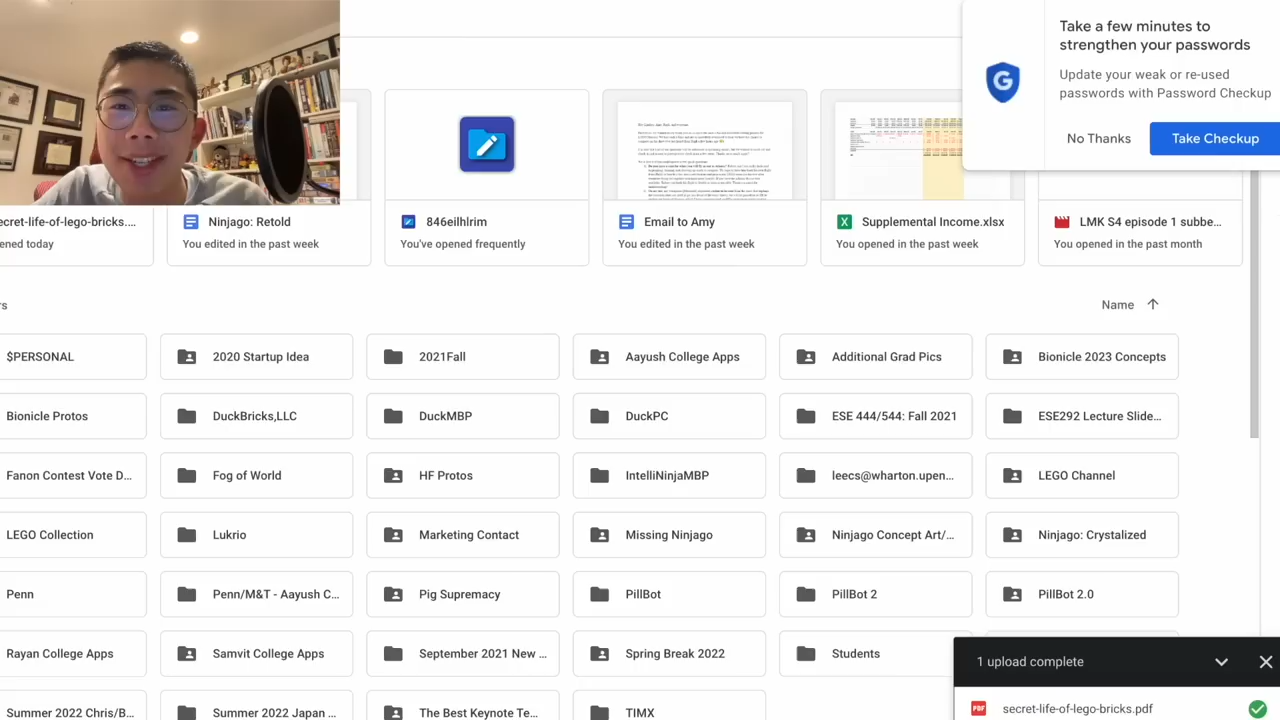 Take a few minutes to
strengthen your passwords
Update your weak or re-used
passwords with Password Checkup
No Thanks
Take Checkup
ecret-life-of-lego-bricks....
ened today
Ninjago: Retold
You edited in the past week
846eilhlrim
You've opened frequently
Email to Amy
You edited in the past week
Supplemental Income.xlsx
You opened in the past week
LMK S4 episode 1 subbe...
You opened in the past month
rs
Name
$PERSONAL
2020 Startup Idea
2021Fall
Aayush College Apps
Additional Grad Pics
Bionicle 2023 Concepts
Bionicle Protos
DuckBricks,LLC
DuckMBP
DuckPC
ESE 444/544: Fall 2021
ESE292 Lecture Slide...
Fanon Contest Vote D...
Fog of World
HF Protos
IntelliNinjaMBP
leecs@wharton.upen...
LEGO Channel
LEGO Collection
Lukrio
Marketing Contact
Missing Ninjago
Ninjago Concept Art/...
Ninjago: Crystalized
Penn
Penn/M&T - Aayush C...
Pig Supremacy
PillBot
PillBot 2
PillBot 2.0
Rayan College Apps
Samvit College Apps
September 2021 New ...
Spring Break 2022
Students
Summer 2022 Chris/B...
Summer 2022 Japan ...
The Best Keynote Te...
TIMX
1 upload complete
PDF
secret-life-of-lego-bricks.pdf